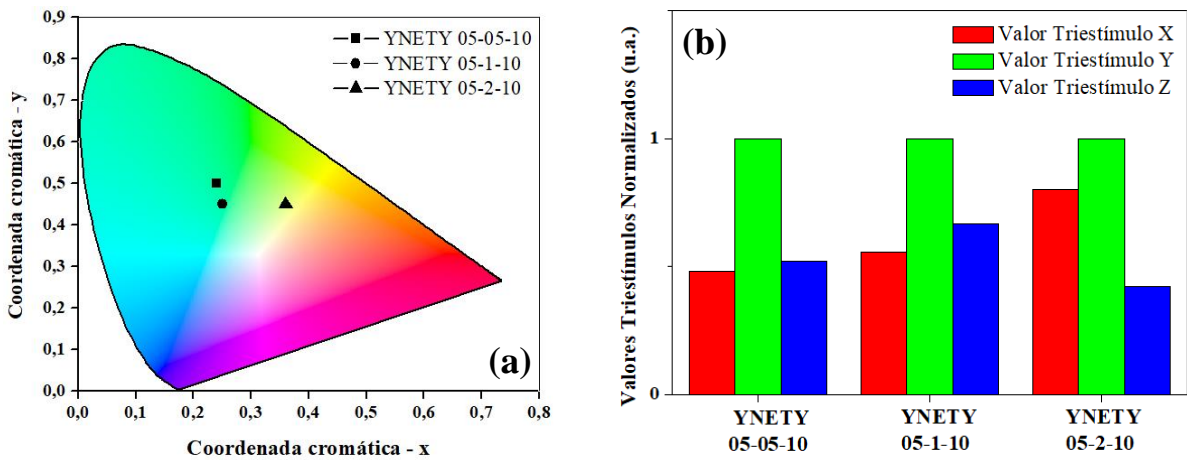 0,9
0,8
0,7
0,6
0,5
0,4
0,3
0,2
0,1
0,0
Coordenada cromática - y
YNETY 05-05-10
YNETY 05-1-10
YNETY 05-2-10
(a)
0,0 0,1 0,2 0,3 0,4 0,5 0,6 0,7 0,8
Coordenada cromática - x
(b)
Valor Triestímulo X
Valor Triestímulo Y
Valor Triestímulo Z
Valores Triestímulos Normalizados (u.a.)
1
0
YNETY YNETY YNETY
05-05-10 05-1-10 05-2-10